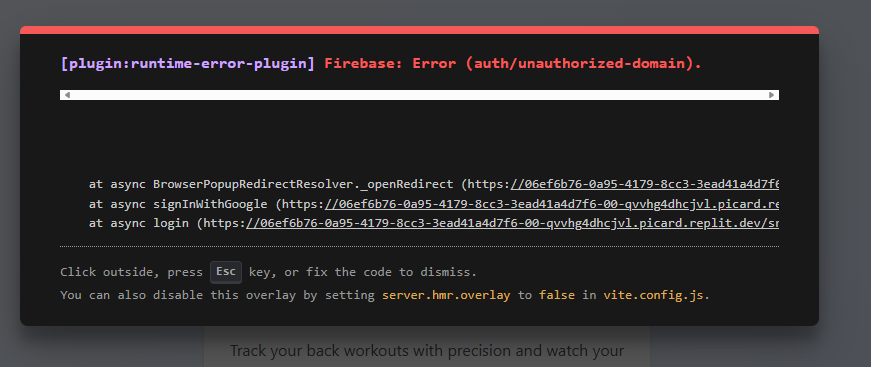 [plugin:runtime-error-plugin] Firebase: Error (auth/unauthorized-domain).
at async BrowserPopupRedirectResolver._openRedirect (https://06ef6b76-0a95-4179-8cc3-3ead41a4d7f6
at async signInWithGoogle (https://06ef6b76-0a95-4179-8cc3-3ead41a4d7f6-00-qvvhg4dhcjvl.picard.re
at async login (https://06ef6b76-0a95-4179-8cc3-3ead41a4d7f6-00-qvvhg4dhcjvl.picard.replit.dev/sr
Click outside, press Esc key, or fix the code to dismiss.
You can also disable this overlay by setting server.hmr.overlay to false in vite.config.js.
Track your back workouts with precision and watch your